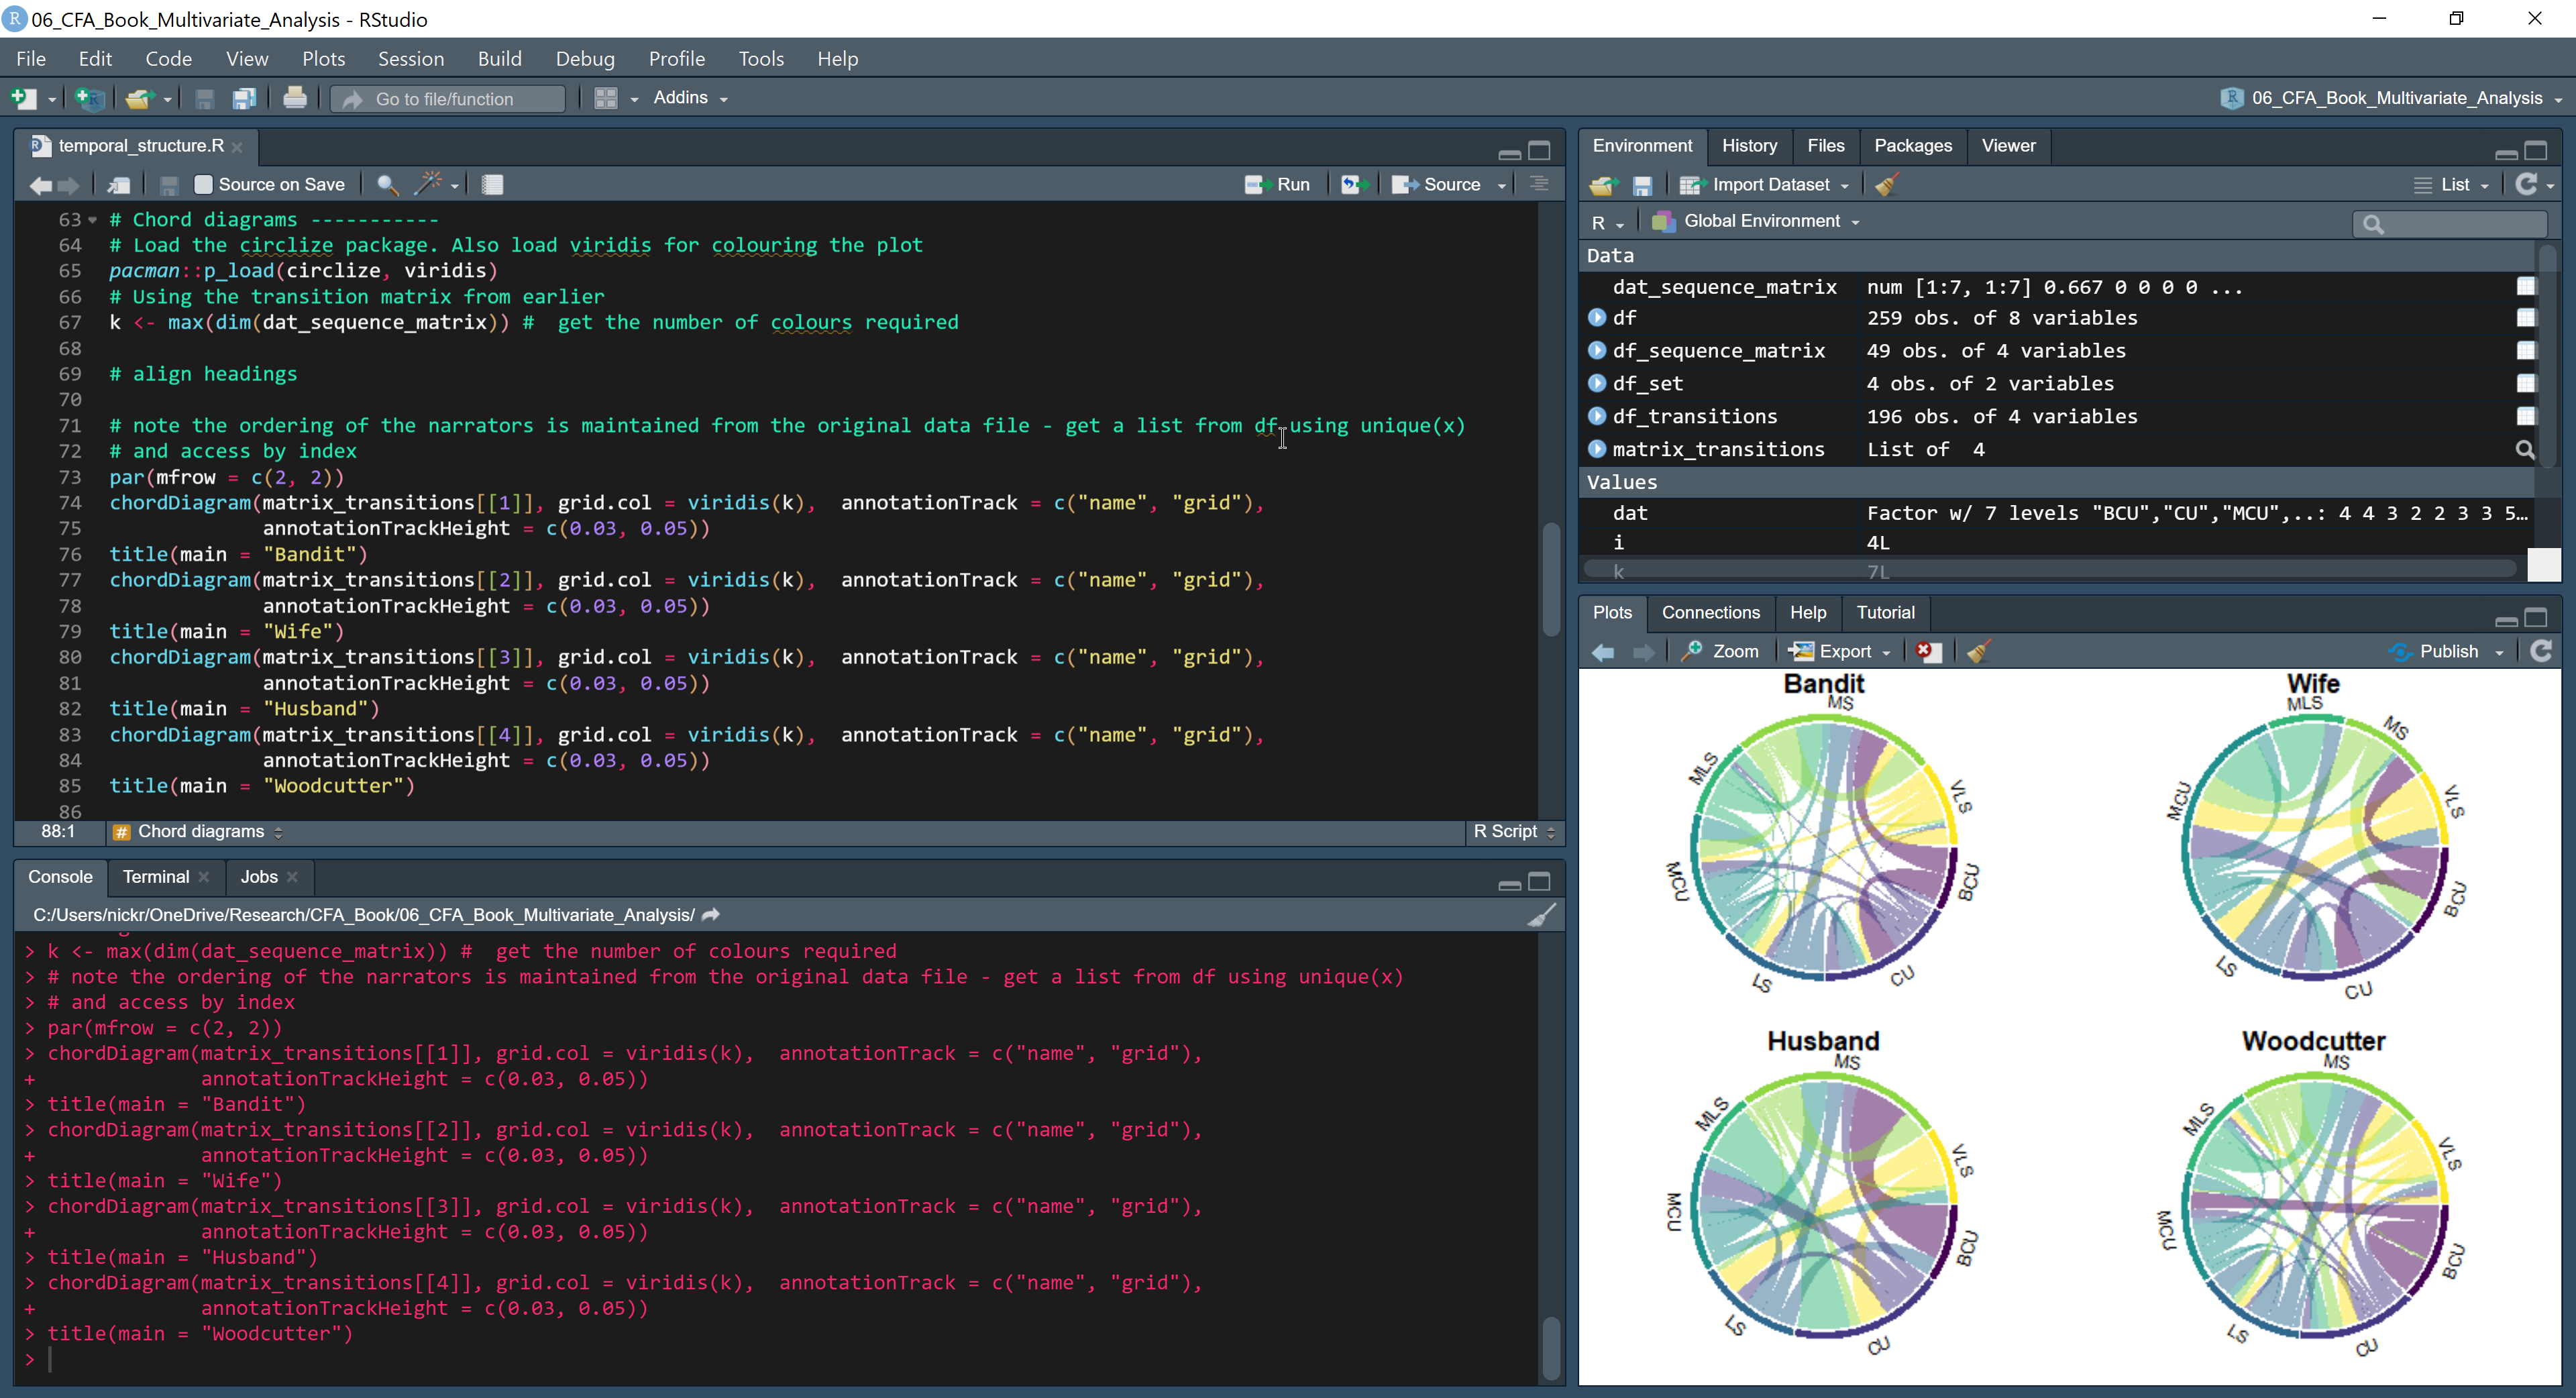 06_CFA_Book_Multivariate_Analysis - RStudio
File Edit Code View Plots Session Build Debug Profile Tools Help
Go to file/function Addins 06_CFA_Book_Multivariate_Analysis
temporal_structure.R
Source on Save Run Source
63 # Chord diagrams -----------
64 # Load the circlize package. Also load viridis for colouring the plot
65 pacman::p_load(circlize, viridis)
66 # Using the transition matrix from earlier
67 k <- max(dim(dat_sequence_matrix)) #  get the number of colours required
68
69 # align headings
70
71 # note the ordering of the narrators is maintained from the original data file - get a list from df using unique(x)
72 # and access by index
73 par(mfrow = c(2, 2))
74 chordDiagram(matrix_transitions[[1]], grid.col = viridis(k),  annotationTrack = c("name", "grid"),
75              annotationTrackHeight = c(0.03, 0.05))
76 title(main = "Bandit")
77 chordDiagram(matrix_transitions[[2]], grid.col = viridis(k),  annotationTrack = c("name", "grid"),
78              annotationTrackHeight = c(0.03, 0.05))
79 title(main = "Wife")
80 chordDiagram(matrix_transitions[[3]], grid.col = viridis(k),  annotationTrack = c("name", "grid"),
81              annotationTrackHeight = c(0.03, 0.05))
82 title(main = "Husband")
83 chordDiagram(matrix_transitions[[4]], grid.col = viridis(k),  annotationTrack = c("name", "grid"),
84              annotationTrackHeight = c(0.03, 0.05))
85 title(main = "Woodcutter")
86
88:1 # Chord diagrams R Script
Console Terminal Jobs
C:/Users/nickr/OneDrive/Research/CFA_Book/06_CFA_Book_Multivariate_Analysis/
> k <- max(dim(dat_sequence_matrix)) #  get the number of colours required
> # note the ordering of the narrators is maintained from the original data file - get a list from df using unique(x)
> # and access by index
> par(mfrow = c(2, 2))
> chordDiagram(matrix_transitions[[1]], grid.col = viridis(k),  annotationTrack = c("name", "grid"),
+              annotationTrackHeight = c(0.03, 0.05))
> title(main = "Bandit")
> chordDiagram(matrix_transitions[[2]], grid.col = viridis(k),  annotationTrack = c("name", "grid"),
+              annotationTrackHeight = c(0.03, 0.05))
> title(main = "Wife")
> chordDiagram(matrix_transitions[[3]], grid.col = viridis(k),  annotationTrack = c("name", "grid"),
+              annotationTrackHeight = c(0.03, 0.05))
> title(main = "Husband")
> chordDiagram(matrix_transitions[[4]], grid.col = viridis(k),  annotationTrack = c("name", "grid"),
+              annotationTrackHeight = c(0.03, 0.05))
> title(main = "Woodcutter")
>
Environment History Files Packages Viewer
Import Dataset List
R Global Environment
Data
dat_sequence_matrix num [1:7, 1:7] 0.667 0 0 0 0 ...
df 259 obs. of 8 variables
df_sequence_matrix 49 obs. of 4 variables
df_set 4 obs. of 2 variables
df_transitions 196 obs. of 4 variables
matrix_transitions List of  4
Values
dat Factor w/ 7 levels "BCU","CU","MCU",..: 4 4 3 2 2 3 3 5…
i 4L
k 7L
Plots Connections Help Tutorial
Zoom Export Publish
Bandit
MS
MLS
VLS
MCU
BCU
LS
CU
Wife
MLS
MS
MCU
VLS
BCU
LS
CU
Husband
MS
MLS
VLS
MCU
BCU
LS
CU
Woodcutter
MS
MLS
VLS
MCU
BCU
LS
CU